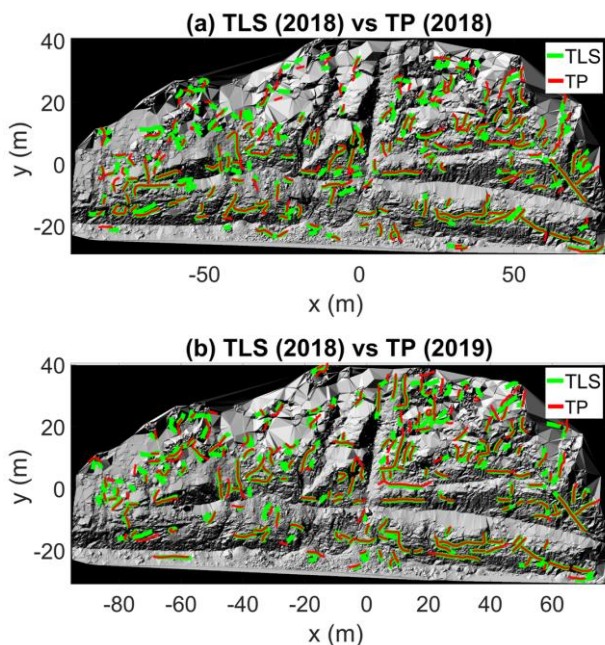 (a) TLS (2018) vs TP (2018)
40
20
0
-20
y (m)
TLS
TP
-50
0
50
x (m)
(b) TLS (2018) vs TP (2019)
40
20
0
-20
y (m)
TLS
TP
-80
-60
-40
-20
0
20
40
60
x (m)